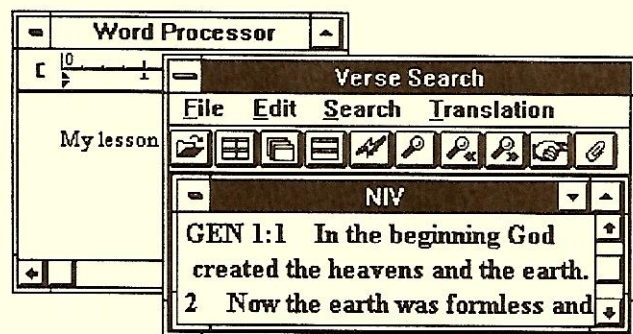 Word Processor
0
My lesson
Verse Search
File Edit Search Translation
NIV
GEN 1:1 In the beginning God
created the heavens and the earth.
2 Now the earth was formless and